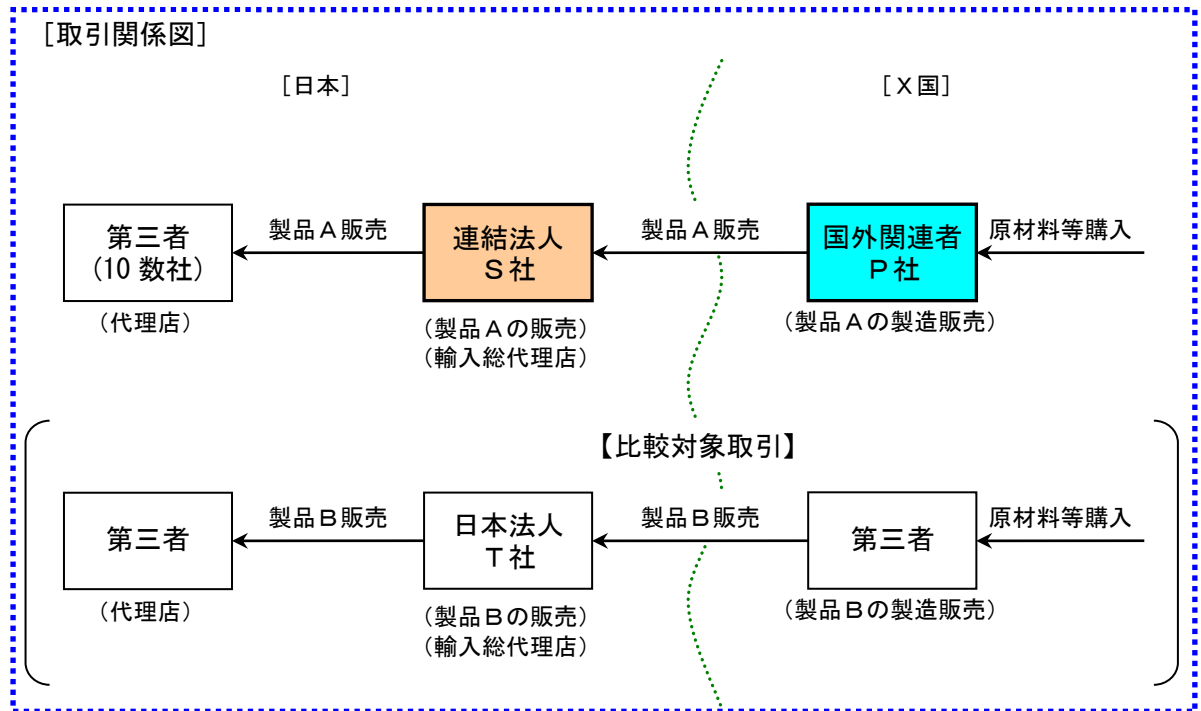 ［取引関係図］
［日本］
［Ｘ国］
製品Ａ販売
製品Ａ販売
原材料等購入
第三者
（10 数社）
連結法人
Ｓ社
国外関連者
Ｐ社
（代理店）
（製品Ａの販売）
（輸入総代理店）
（製品Ａの製造販売）
【比較対象取引】
製品Ｂ販売
製品Ｂ販売
原材料等購入
第三者
日本法人
Ｔ社
第三者
（代理店）
（製品Ｂの販売）
（輸入総代理店）
（製品Ｂの製造販売）